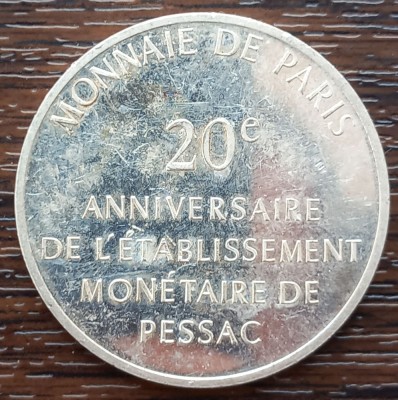 MONNAIE DE PARIS
20e
ANNIVERSAIRE
DE L'ÉTABLISSEMENT
MONÉTAIRE DE
PESSAC